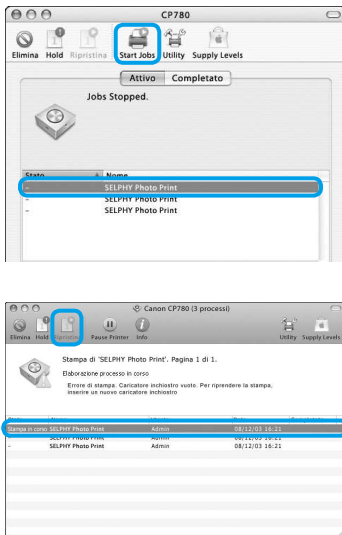 CP780
Elimina Hold Ripristina Start Jobs Utility Supply Levels
Attivo Completato
Jobs Stopped.
Stato Nome
- SELPHY Photo Print
- SELPHY Photo Print
- SELPHY Photo Print
Canon CP780 (3 processi)
Elimina Hold Ripristina Pause Printer Info Utility Supply Levels
Stampa di 'SELPHY Photo Print'. Pagina 1 di 1.
Elaborazione processo in corso
Errore di stampa. Caricatore inchiostro vuoto. Per riprendere la stampa,
inserire un nuovo caricatore inchiostro
Stampa in corso SELPHY Photo Print Admin 08/12/03 16:21
- SELPHY Photo Print Admin 08/12/03 16:21
- SELPHY Photo Print Admin 08/12/03 16:21